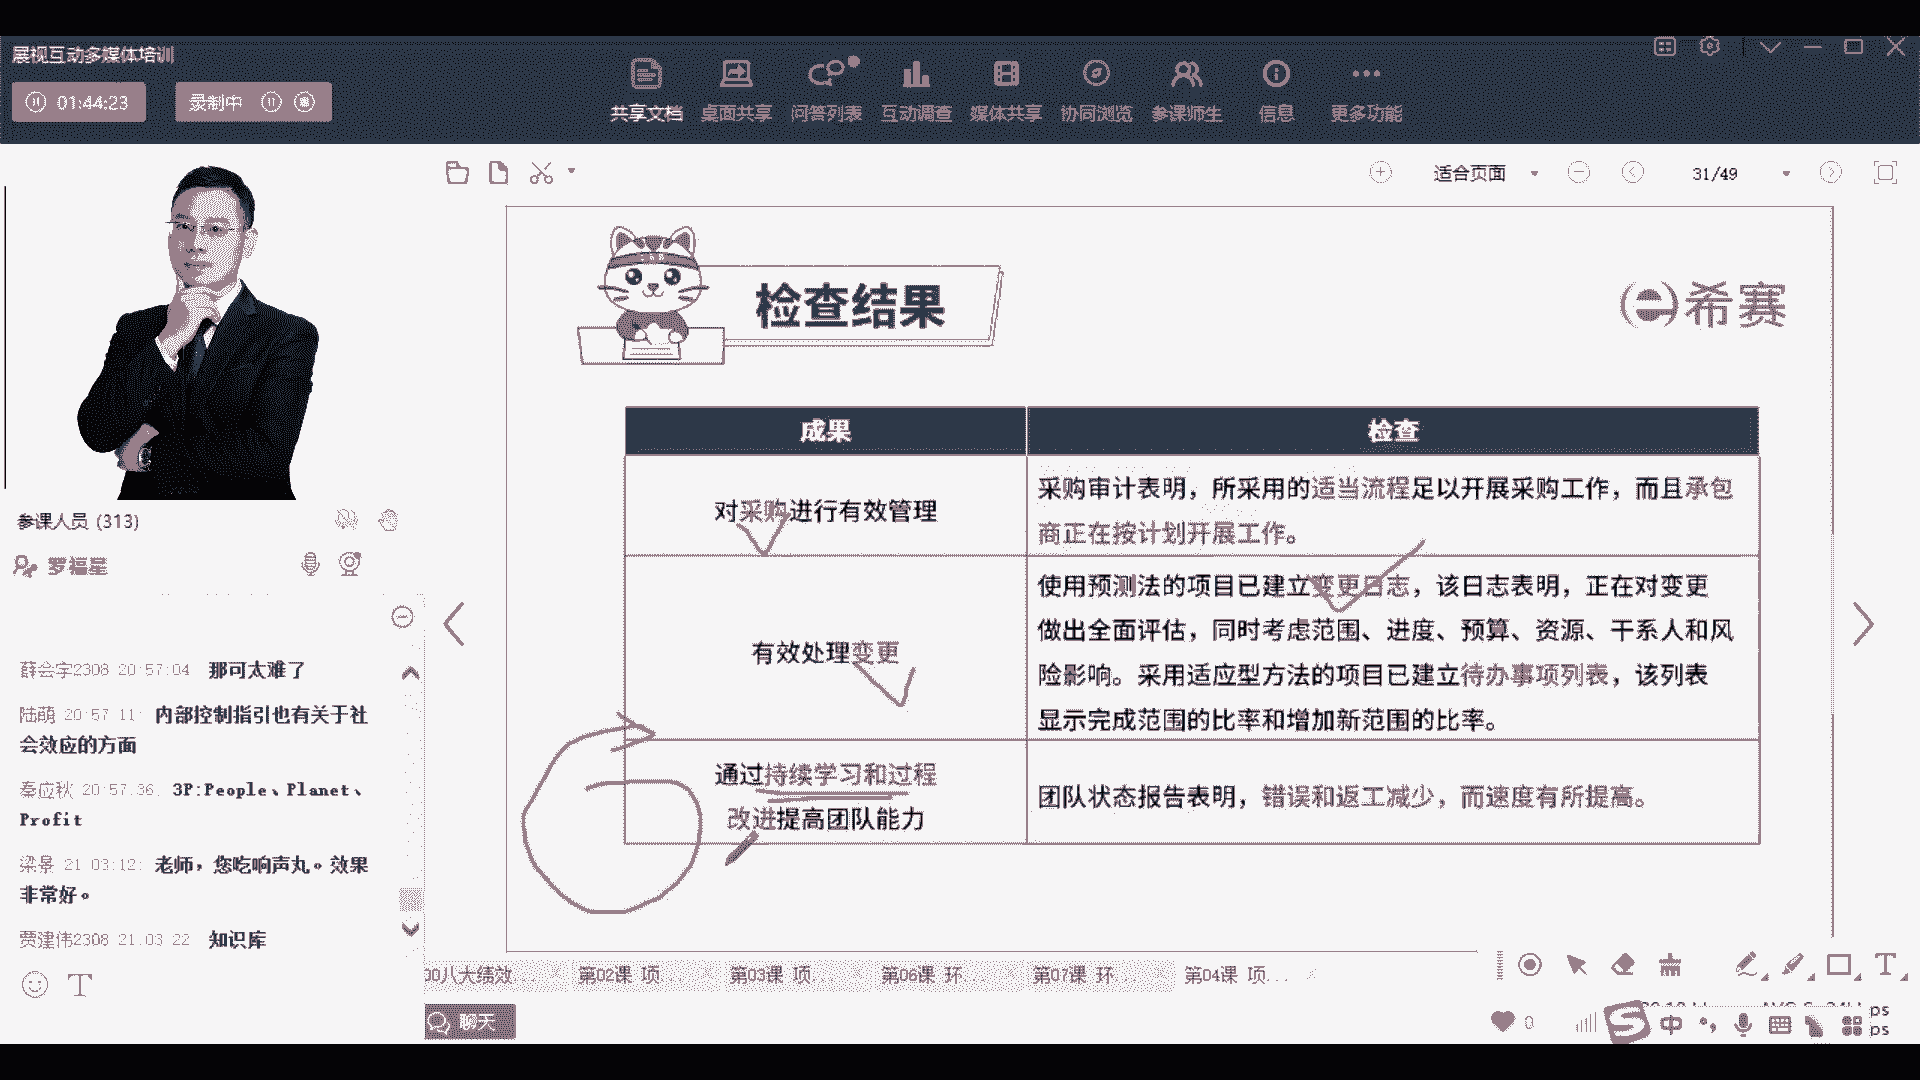 展视互动多媒体培训
01:44:23
录制中
共享文档
桌面共享
问答列表
互动调查
媒体共享
协同浏览
参课师生
信息
更多功能
适合页面
31/49
检查结果
希赛
成果
检查
对采购进行有效管理
采购审计表明，所采用的适当流程足以开展采购工作，而且承包
商正在按计划开展工作。
有效处理变更
使用预测法的项目已建立变更日志，该日志表明，正在对变更
做出全面评估，同时考虑范围、进度、预算、资源、干系人和风
险影响。采用适应型方法的项目已建立待办事项列表，该列表
显示完成范围的比率和增加新范围的比率。
通过持续学习和过程
改进提高团队能力
团队状态报告表明，错误和返工减少，而速度有所提高。
参课人员 (313)
罗福星
薛会字2308 20:57:04 那可太难了
陆萌 20:57:11: 内部控制指引也有关于社
会效应的方面
秦应秋 20:57:36: 3P:People、Planet、
Profit
梁景 21:03:12: 老师，您吃响声丸。效果
非常好。
贾建伟2308 21:03:22 知识库
00八大绩效...
第02课 项...
第03课 项...
第06课 环...
第07课 环...
第04课 项...
聊天
0
中
ps
ps